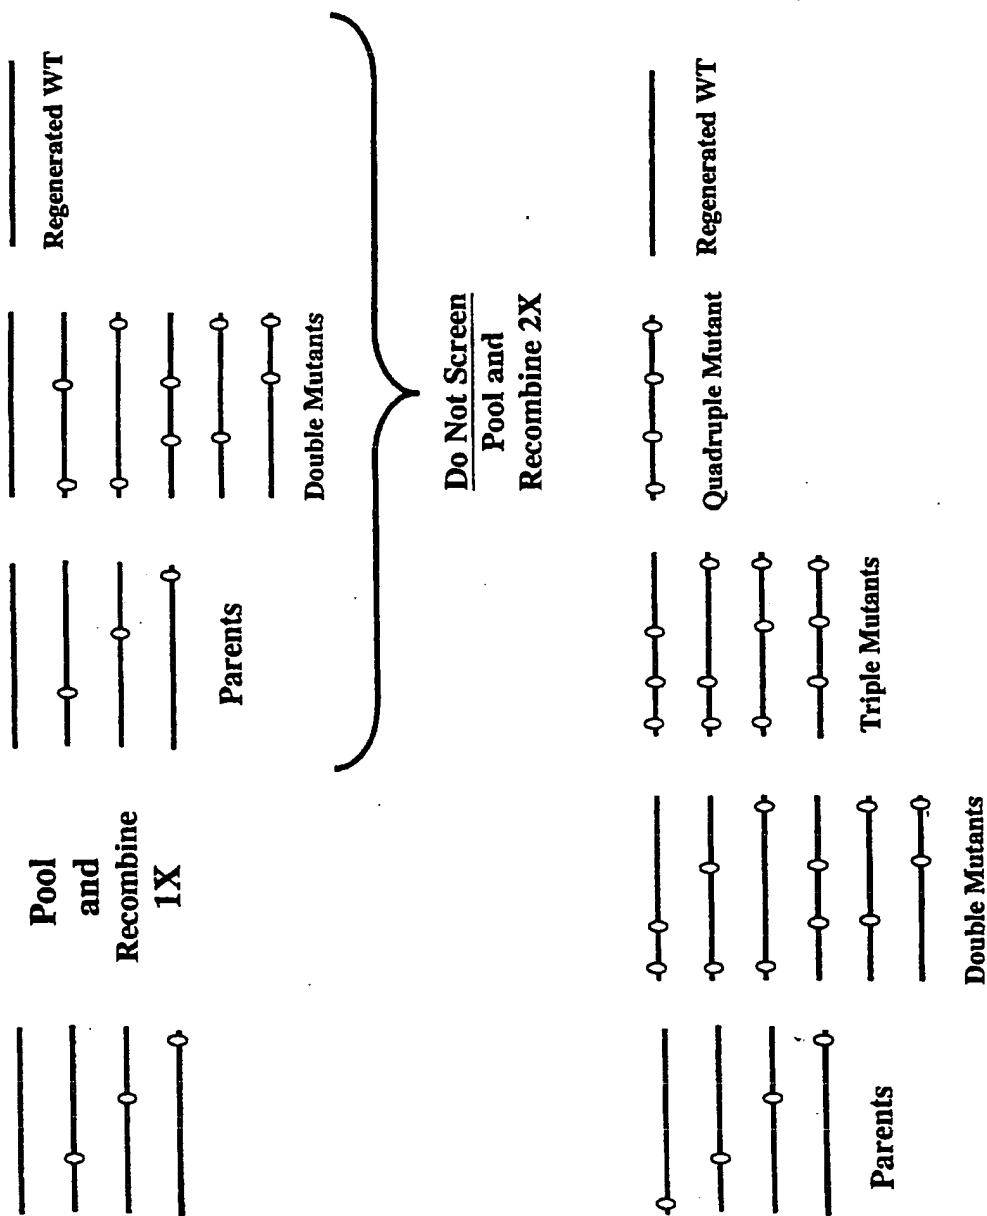 Pool
and
Recombine
1X
Parents
Double Mutants
Regenerated WT
Do Not Screen
Pool and
Recombine 2X
Parents
Double Mutants
Triple Mutants
Quadruple Mutant
Regenerated WT